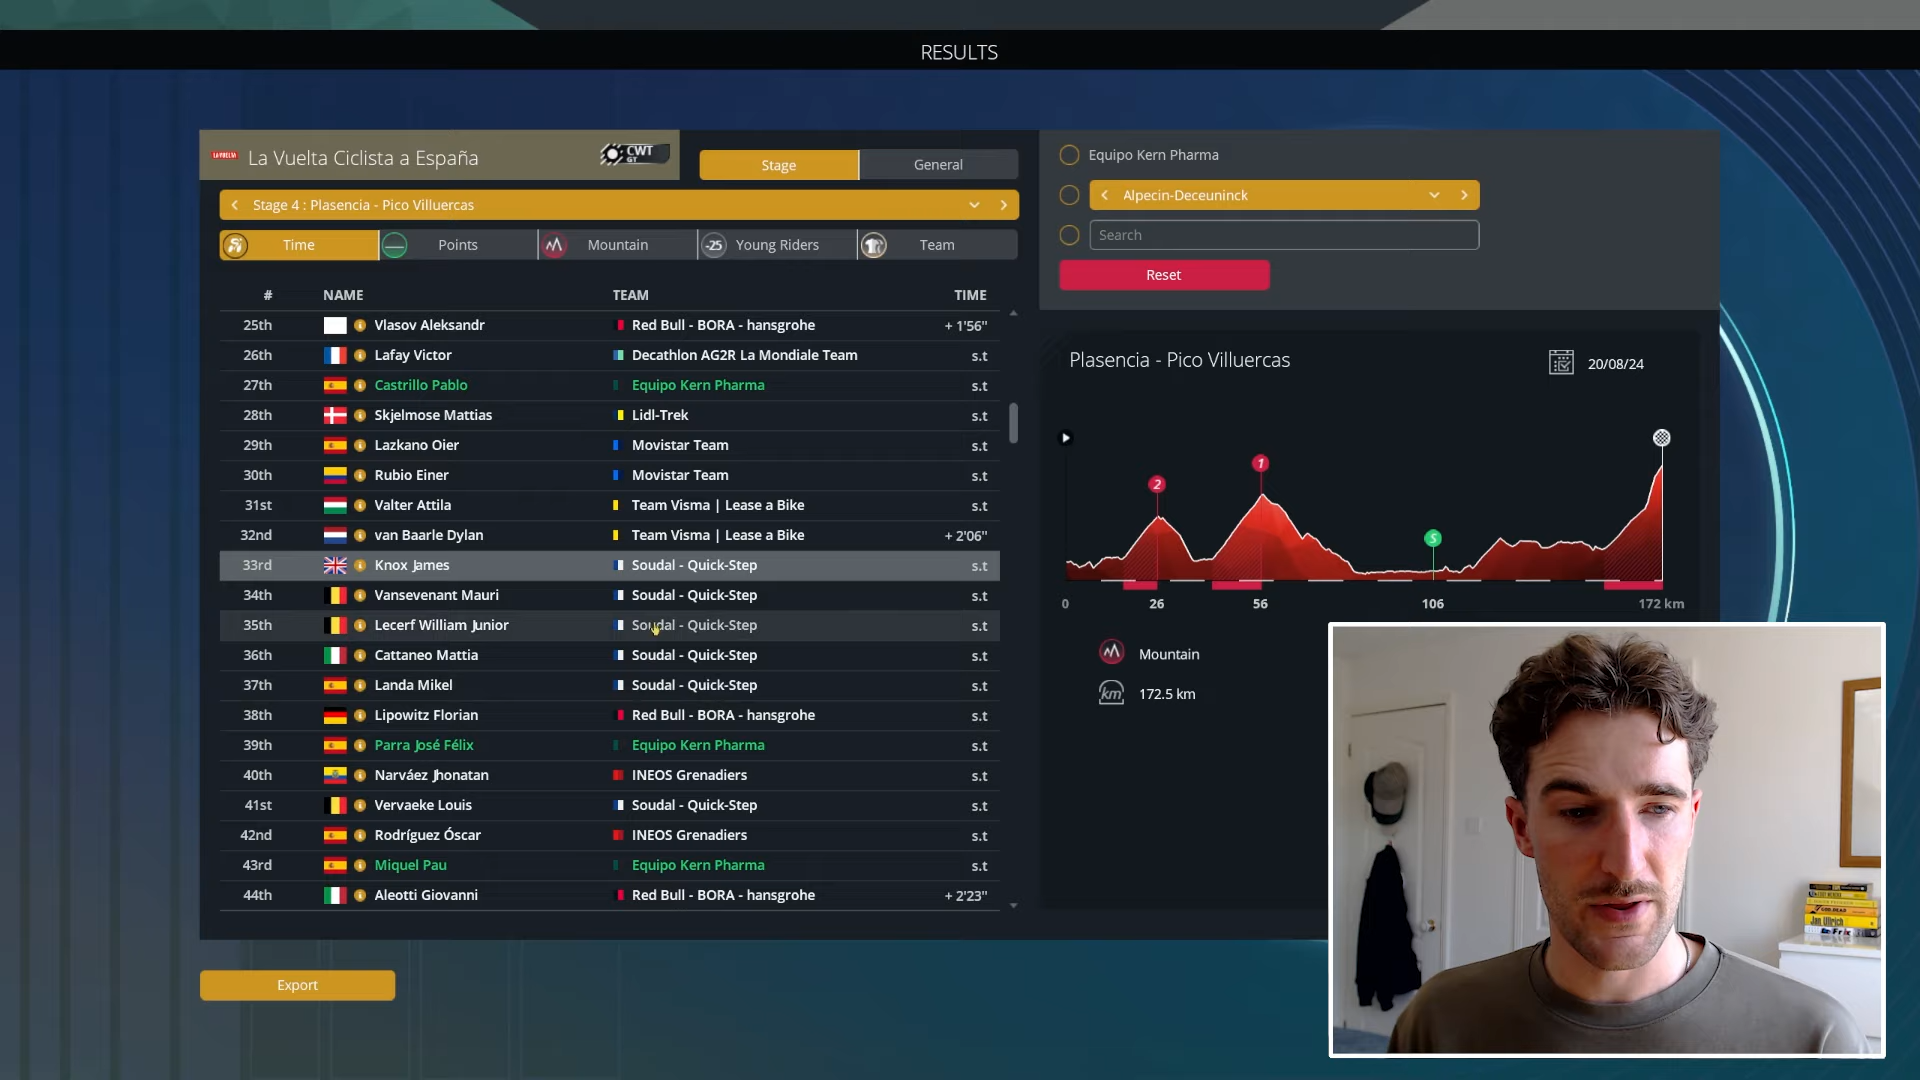 RESULTS
LA VUELTA La Vuelta Ciclista a España CWT GT
Stage General
Stage 4 : Plasencia - Pico Villuercas
Time Points Mountain -25 Young Riders Team
# NAME TEAM TIME
25th Vlasov Aleksandr Red Bull - BORA - hansgrohe + 1'56"
26th Lafay Victor Decathlon AG2R La Mondiale Team s.t
27th Castrillo Pablo Equipo Kern Pharma s.t
28th Skjelmose Mattias Lidl-Trek s.t
29th Lazkano Oier Movistar Team s.t
30th Rubio Einer Movistar Team s.t
31st Valter Attila Team Visma | Lease a Bike s.t
32nd van Baarle Dylan Team Visma | Lease a Bike + 2'06"
33rd Knox James Soudal - Quick-Step s.t
34th Vansevenant Mauri Soudal - Quick-Step s.t
35th Lecerf William Junior Soudal - Quick-Step s.t
36th Cattaneo Mattia Soudal - Quick-Step s.t
37th Landa Mikel Soudal - Quick-Step s.t
38th Lipowitz Florian Red Bull - BORA - hansgrohe s.t
39th Parra José Félix Equipo Kern Pharma s.t
40th Narváez Jhonatan INEOS Grenadiers s.t
41st Vervaeke Louis Soudal - Quick-Step s.t
42nd Rodríguez Óscar INEOS Grenadiers s.t
43rd Miquel Pau Equipo Kern Pharma s.t
44th Aleotti Giovanni Red Bull - BORA - hansgrohe + 2'23"
Export
Equipo Kern Pharma
Alpecin-Deceuninck
Search
Reset
Plasencia - Pico Villuercas 20/08/24
2 1 S
0 26 56 106 172 km
Mountain
km 172.5 km
Jan Ullrich